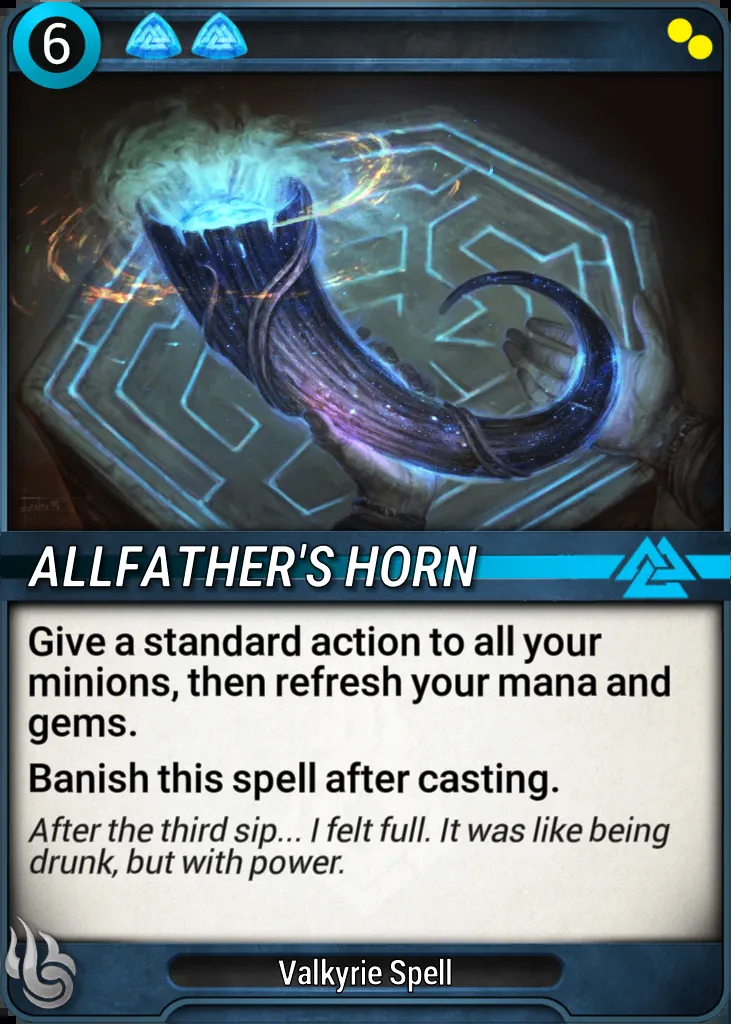 6
ALLFATHER'S HORN
Give a standard action to all your
minions, then refresh your mana and
gems.
Banish this spell after casting.
After the third sip... I felt full. It was like being
drunk, but with power.
Valkyrie Spell